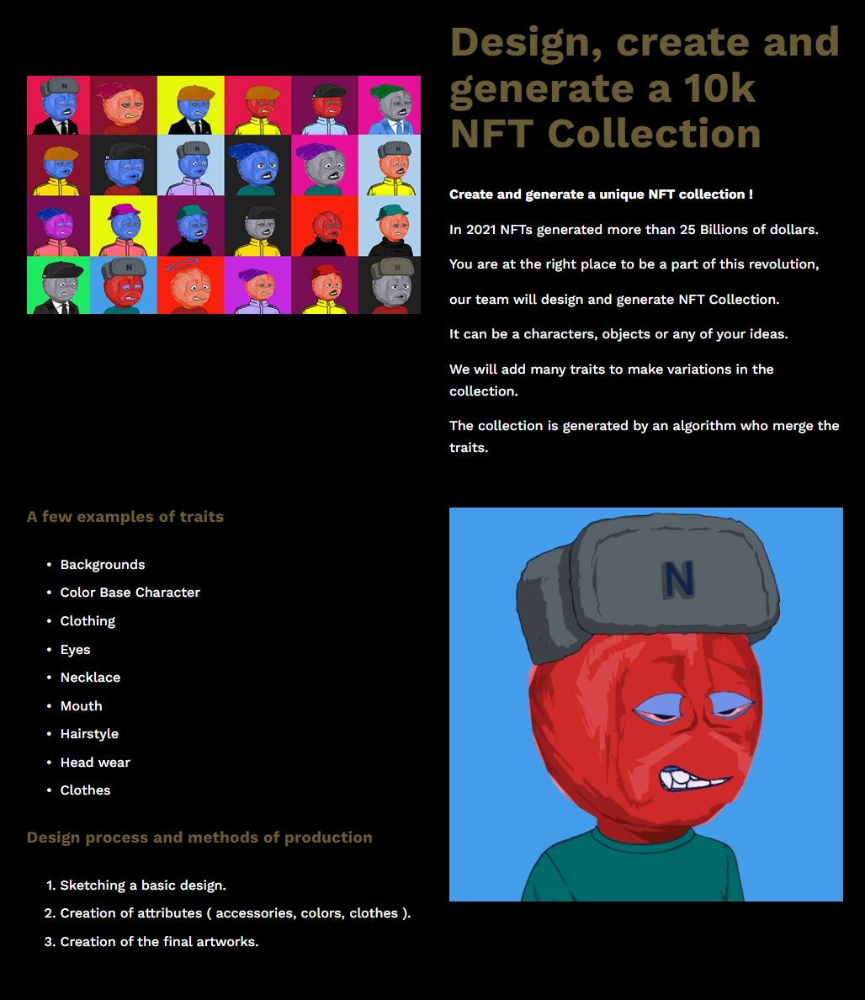 Design, create and
generate a 10k
NFT Collection
Create and generate a unique NFT collection !
In 2021 NFTs generated more than 25 Billions of dollars.
You are at the right place to be a part of this revolution,
our team will design and generate NFT Collection.
It can be a characters, objects or any of your ideas.
We will add many traits to make variations in the
collection.
The collection is generated by an algorithm who merge the
traits.
A few examples of traits
• Backgrounds
• Color Base Character
• Clothing
• Eyes
• Necklace
• Mouth
• Hairstyle
• Head wear
• Clothes
N
Design process and methods of production
1. Sketching a basic design.
2. Creation of attributes ( accessories, colors, clothes ).
3. Creation of the final artworks.